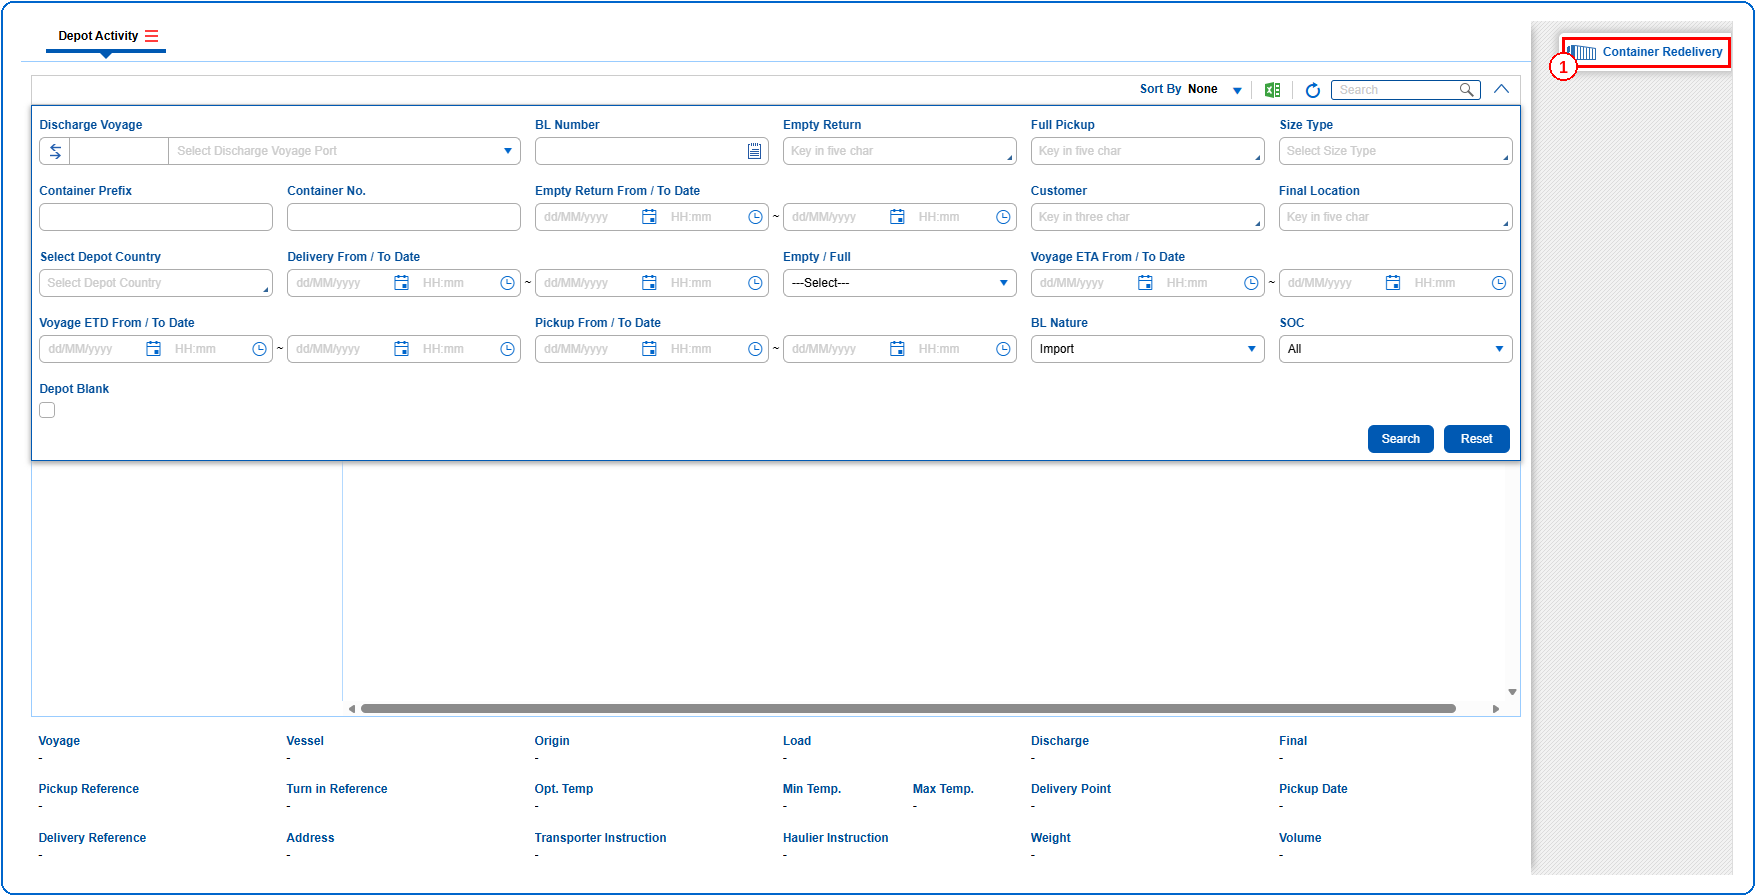 Depot Activity
Container Redelivery
1
Sort By None
Search
Discharge Voyage
BL Number
Empty Return
Full Pickup
Size Type
Select Discharge Voyage Port
Key in five char
Key in five char
Select Size Type
Container Prefix
Container No.
Empty Return From / To Date
Customer
Final Location
dd/MM/yyyy HH:mm ~ dd/MM/yyyy HH:mm
Key in three char
Key in five char
Select Depot Country
Delivery From / To Date
Empty / Full
Voyage ETA From / To Date
Select Depot Country
dd/MM/yyyy HH:mm ~ dd/MM/yyyy HH:mm
---Select---
dd/MM/yyyy HH:mm ~ dd/MM/yyyy HH:mm
Voyage ETD From / To Date
Pickup From / To Date
BL Nature
SOC
dd/MM/yyyy HH:mm ~ dd/MM/yyyy HH:mm
dd/MM/yyyy HH:mm ~ dd/MM/yyyy HH:mm
Import
All
Depot Blank
Search
Reset
Voyage
Vessel
Origin
Load
Discharge
Final
- - - - - -
Pickup Reference
Turn in Reference
Opt. Temp
Min Temp.
Max Temp.
Delivery Point
Pickup Date
- - - - - - -
Delivery Reference
Address
Transporter Instruction
Haulier Instruction
Weight
Volume
- - - - - -